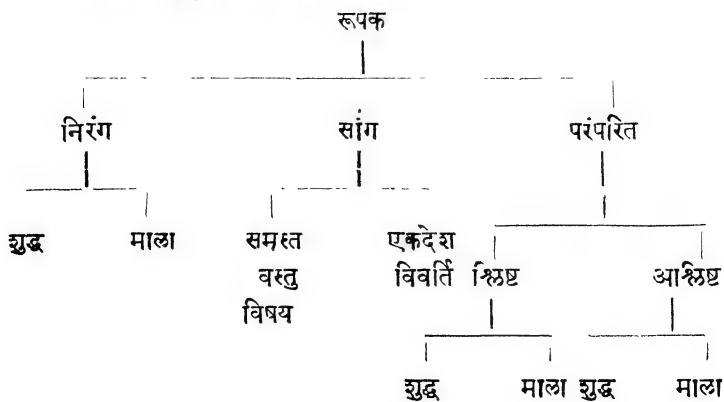 रूपक
निरंग सांग परंपरित
शुद्ध माला समस्त वस्तु विषय एकदेश विवर्ति श्लिष्ट आश्लिष्ट
शुद्ध माला शुद्ध माला